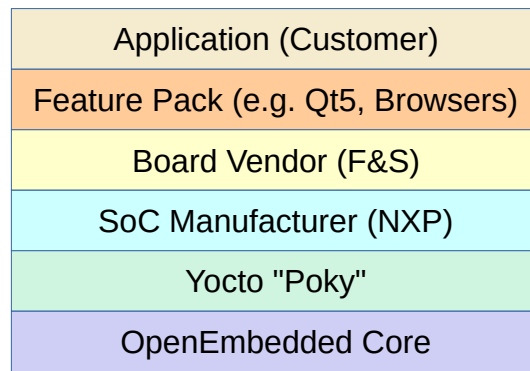 Application (Customer)
Feature Pack (e.g. Qt5, Browsers)
Board Vendor (F&S)
SoC Manufacturer (NXP)
Yocto "Poky"
OpenEmbedded Core